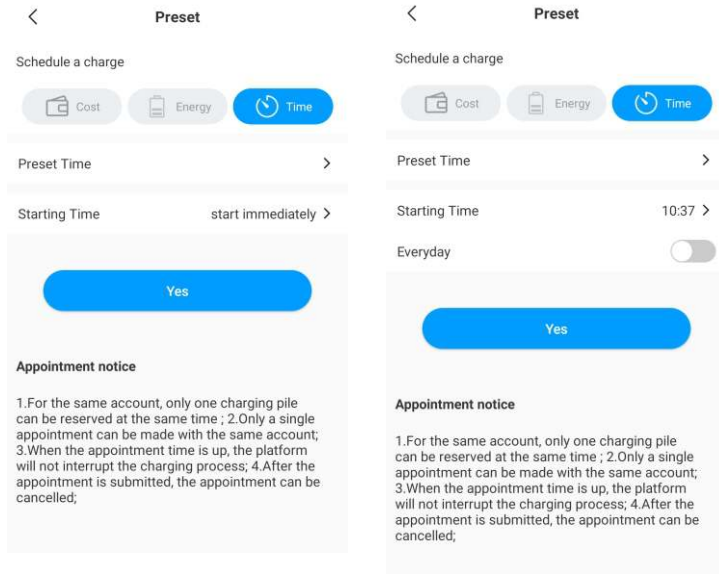 Preset
Schedule a charge
Cost Energy Time
Preset Time
Starting Time start immediately
Yes
Appointment notice
1.For the same account, only one charging pile
can be reserved at the same time ; 2.Only a single
appointment can be made with the same account;
3.When the appointment time is up, the platform
will not interrupt the charging process; 4.After the
appointment is submitted, the appointment can be
cancelled;
Preset
Schedule a charge
Cost Energy Time
Preset Time
Starting Time 10:37
Everyday
Yes
Appointment notice
1.For the same account, only one charging pile
can be reserved at the same time ; 2.Only a single
appointment can be made with the same account;
3.When the appointment time is up, the platform
will not interrupt the charging process; 4.After the
appointment is submitted, the appointment can be
cancelled;